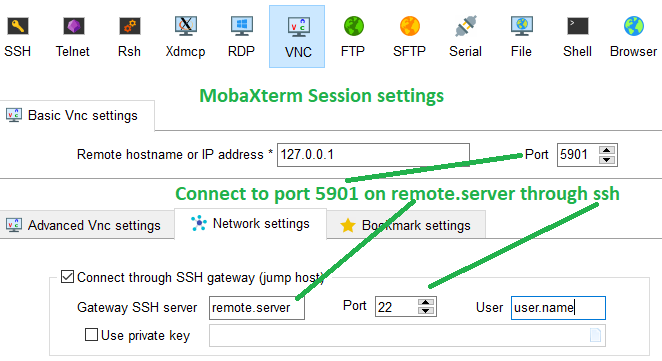 SSH Telnet Rsh Xdmcp RDP VNC FTP SFTP Serial File Shell Browser
MobaXterm Session settings
Basic Vnc settings
Remote hostname or IP address * 127.0.0.1 Port 5901
Connect to port 5901 on remote.server through ssh
Advanced Vnc settings Network settings Bookmark settings
Connect through SSH gateway (jump host)
Gateway SSH server remote.server Port 22 User user.name
Use private key